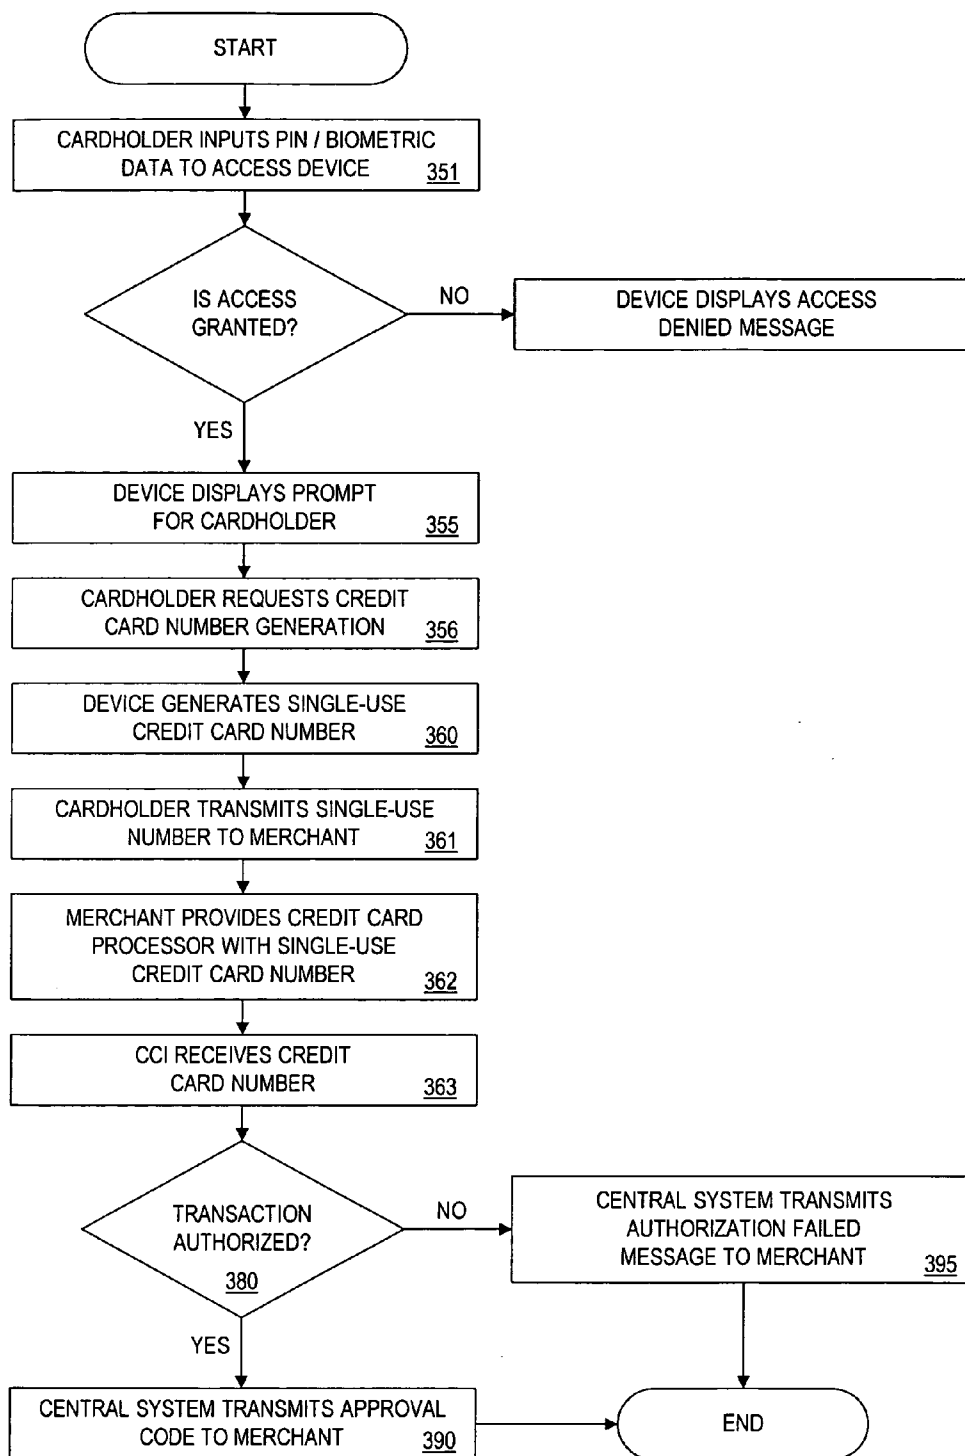 START
CARDHOLDER INPUTS PIN / BIOMETRIC
DATA TO ACCESS DEVICE 351
IS ACCESS
GRANTED?
NO
DEVICE DISPLAYS ACCESS
DENIED MESSAGE
YES
DEVICE DISPLAYS PROMPT
FOR CARDHOLDER 355
CARDHOLDER REQUESTS CREDIT
CARD NUMBER GENERATION 356
DEVICE GENERATES SINGLE-USE
CREDIT CARD NUMBER 360
CARDHOLDER TRANSMITS SINGLE-USE
NUMBER TO MERCHANT 361
MERCHANT PROVIDES CREDIT CARD
PROCESSOR WITH SINGLE-USE
CREDIT CARD NUMBER 362
CCI RECEIVES CREDIT
CARD NUMBER 363
TRANSACTION
AUTHORIZED?
380
NO
CENTRAL SYSTEM TRANSMITS
AUTHORIZATION FAILED
MESSAGE TO MERCHANT 395
YES
CENTRAL SYSTEM TRANSMITS APPROVAL
CODE TO MERCHANT 390
END